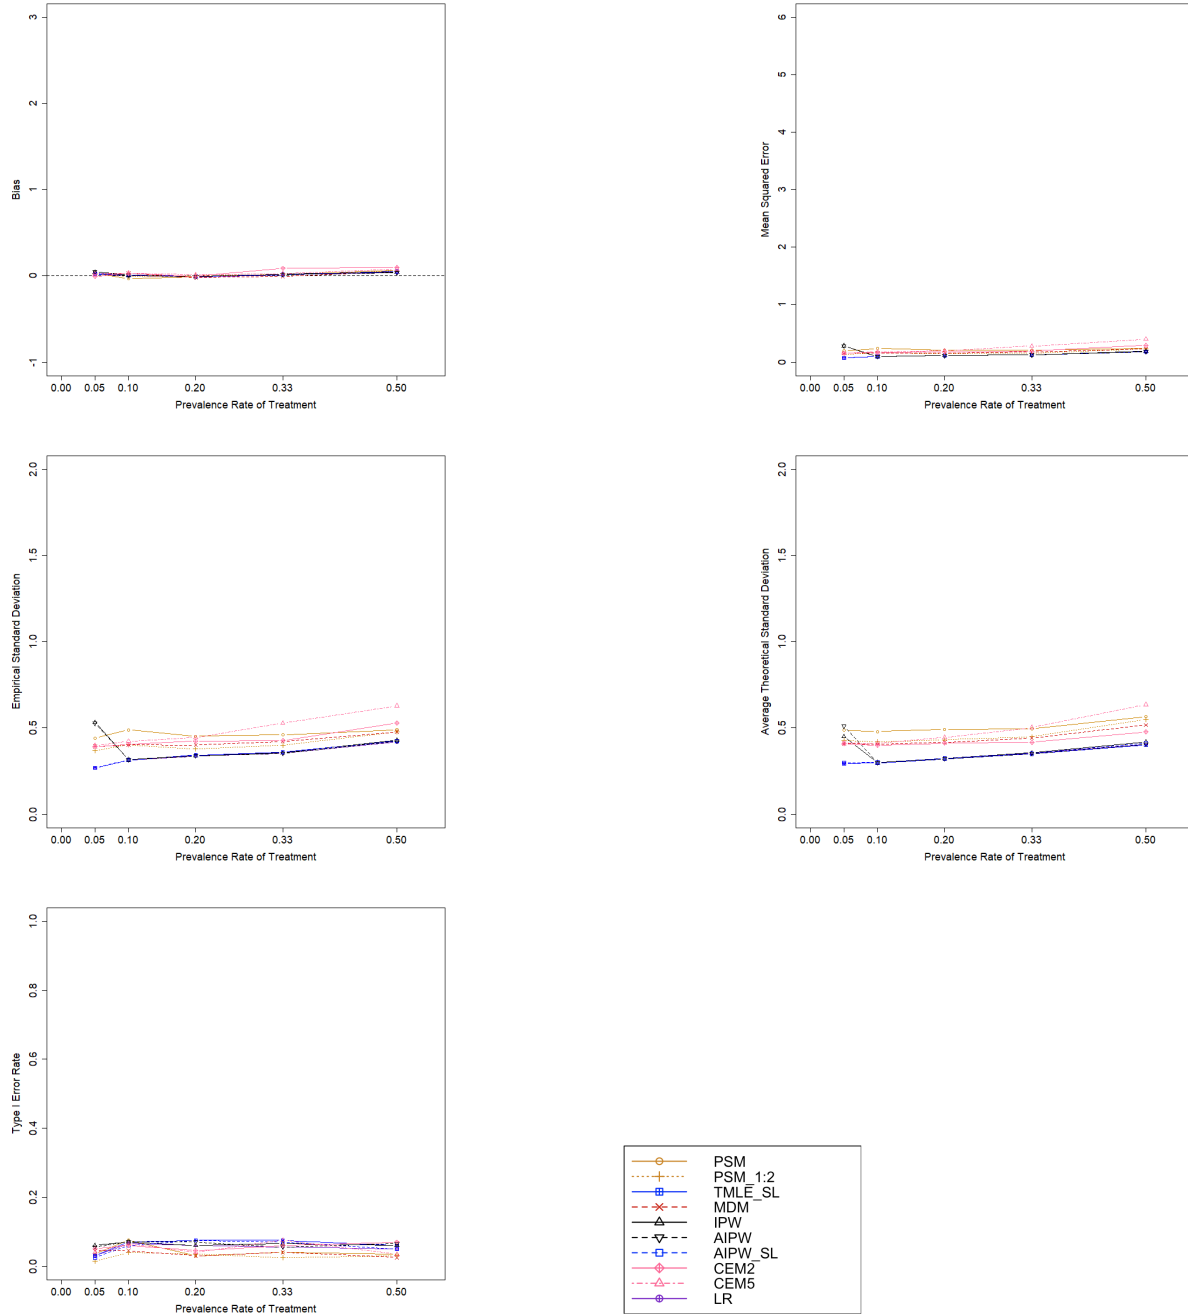 3
2
1
0
-1
Bias
0.00 0.05 0.10 0.20 0.33 0.50
Prevalence Rate of Treatment
6
5
4
3
2
1
0
Mean Squared Error
0.00 0.05 0.10 0.20 0.33 0.50
Prevalence Rate of Treatment
2.0
1.5
1.0
0.5
0.0
Empirical Standard Deviation
0.00 0.05 0.10 0.20 0.33 0.50
Prevalence Rate of Treatment
2.0
1.5
1.0
0.5
0.0
Average Theoretical Standard Deviation
0.00 0.05 0.10 0.20 0.33 0.50
Prevalence Rate of Treatment
1.0
0.8
0.6
0.4
0.2
0.0
Type I Error Rate
0.00 0.05 0.10 0.20 0.33 0.50
Prevalence Rate of Treatment
PSM
PSM_1:2
TMLE_SL
MDM
IPW
AIPW
AIPW_SL
CEM2
CEM5
LR